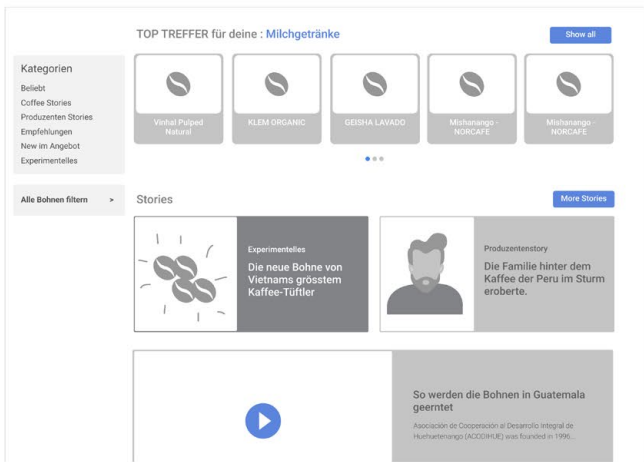 TOP TREFFER für deine : Milchgetränke
Show all
Kategorien
Beliebt
Coffee Stories
Produzenten Stories
Empfehlungen
New im Angebot
Experimentelles
Alle Bohnen filtern >
Vinhal Pulped
Natural
KLEM ORGANIC
GEISHA LAVADO
Mishanango -
NORCAFE
Mishanango -
NORCAFE
Stories
More Stories
Experimentelles
Die neue Bohne von
Vietnams grösstem
Kaffee-Tüftler
Produzentenstory
Die Familie hinter dem
Kaffee der Peru im Sturm
eroberte.
So werden die Bohnen in Guatemala
geerntet
Asociación de Cooperación al Desarrollo Integral de
Huehuetenango (ACODIHUE) was founded in 1996...